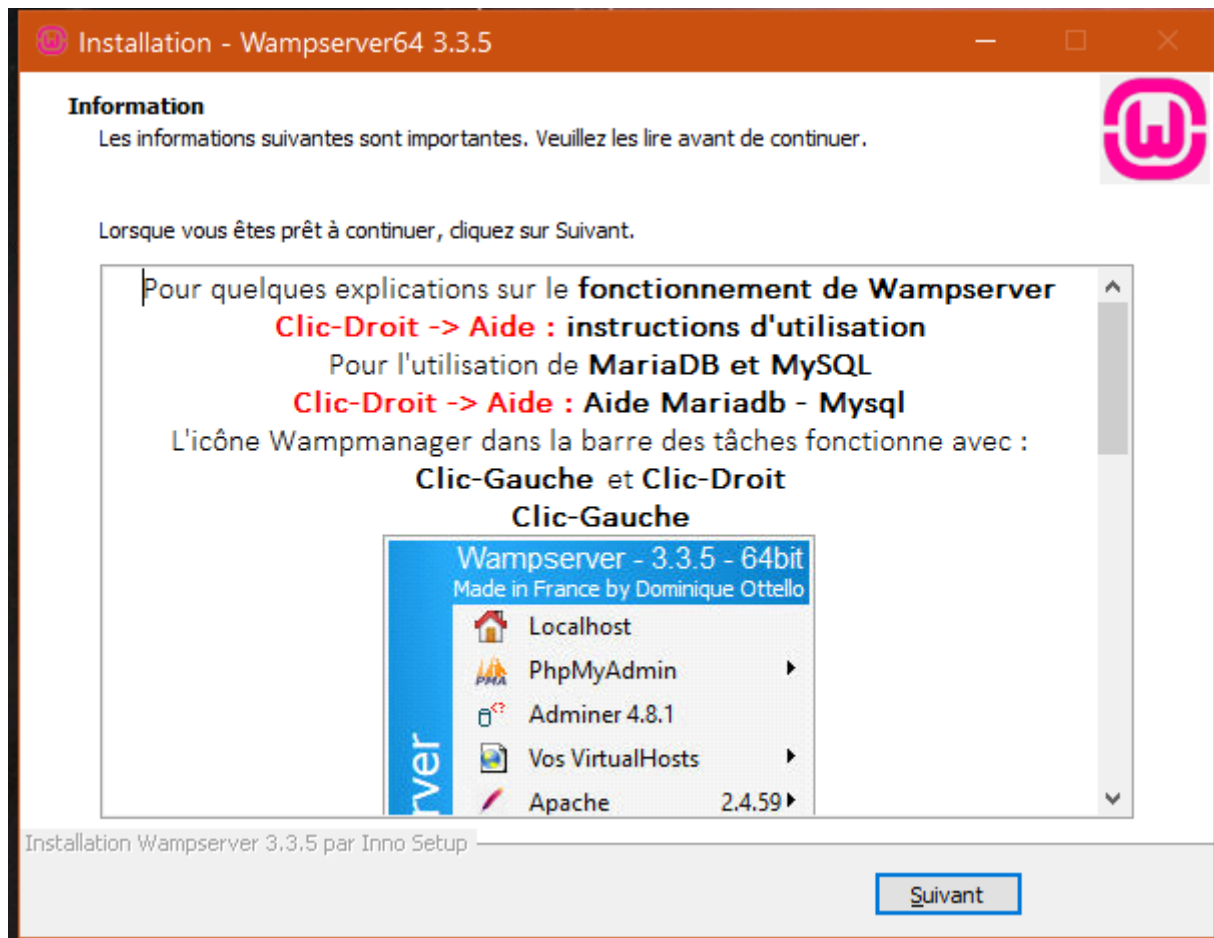 Installation - Wampserver64 3.3.5
Information
Les informations suivantes sont importantes. Veuillez les lire avant de continuer.
Lorsque vous êtes prêt à continuer, cliquez sur Suivant.
Pour quelques explications sur le fonctionnement de Wampserver
Clic-Droit -> Aide : instructions d'utilisation
Pour l'utilisation de MariaDB et MySQL
Clic-Droit -> Aide : Aide Mariadb - Mysql
L'icône Wampmanager dans la barre des tâches fonctionne avec :
Clic-Gauche et Clic-Droit
Clic-Gauche
Wampserver - 3.3.5 - 64bit
Made in France by Dominique Ottello
Localhost
PhpMyAdmin
Adminer 4.8.1
Vos VirtualHosts
Apache 2.4.59
rver
Installation Wampserver 3.3.5 par Inno Setup
Suivant